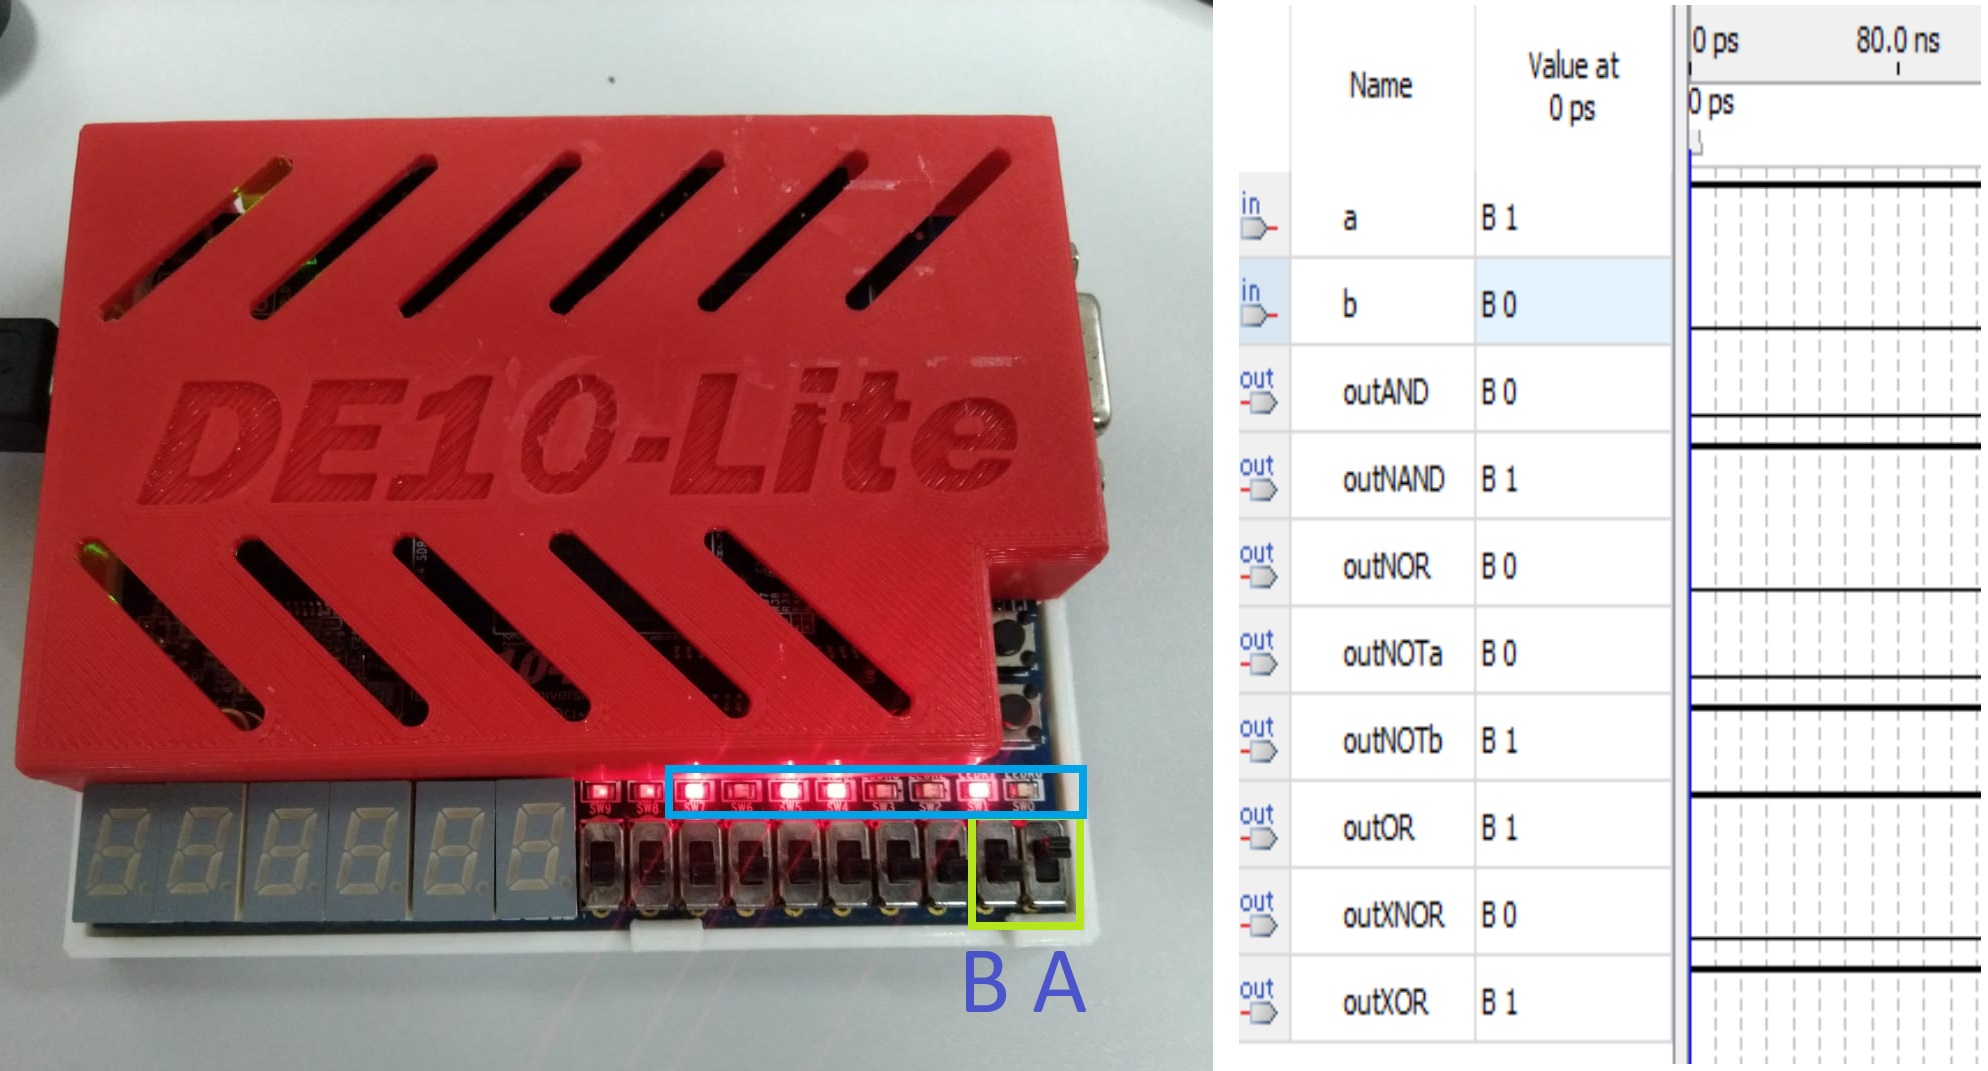 DE10-Lite
SW9 SW8 SW7 SW6 SW5 SW4 SW3 SW2 SW1 SW0
B A
Name Value at 0 ps
0 ps 80.0 ns
0 ps
in a B 1
in b B 0
out outAND B 0
out outNAND B 1
out outNOR B 0
out outNOTa B 0
out outNOTb B 1
out outOR B 1
out outXNOR B 0
out outXOR B 1